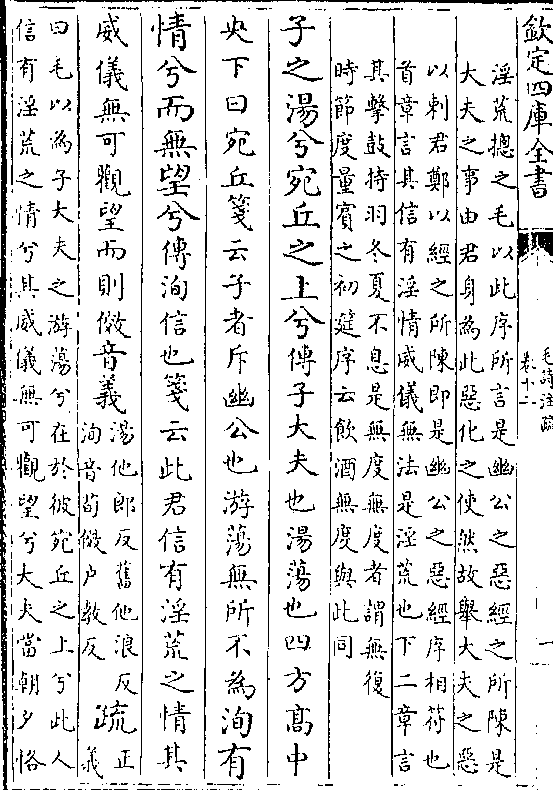 欽定四庫全書
毛詩注疏
卷十二
一
淫荒㧾之毛以此序所言是幽公之惡經之所陳是
大夫之事由君身為此惡化之使然故舉大夫之惡
以刺君鄭以經之所陳即是幽公之惡經序相符也
首章言其信有淫情威儀無法是淫荒也下二章言
其擊鼓持羽冬夏不息是無度無度者謂無復
時節度量賓之初筵序云飲酒無度與此同
子之湯兮宛丘之上兮傳子大夫也湯蕩也四方高中
央下曰宛丘箋云子者斥幽公也游蕩無所不為洵有
情兮而無望兮傳洵信也箋云此君信有淫荒之情其
威儀無可觀望而則傚音義湯他郎反舊他浪反
洵音荀傚户教反疏正
義
曰毛以為子大夫之游蕩兮在於彼宛丘之上兮此人
信有淫荒之情兮其威儀無可觀望兮大夫當朝夕恪